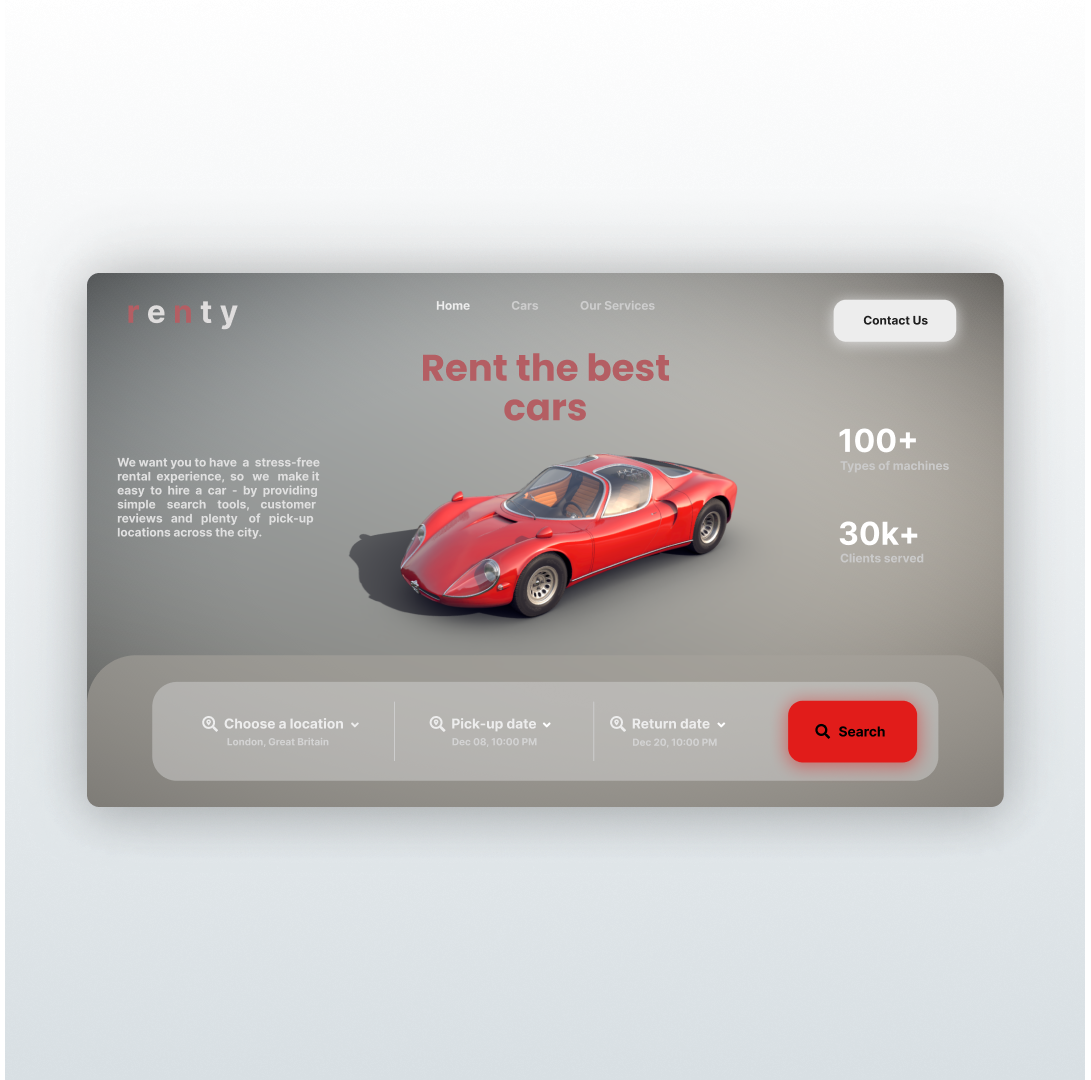 renty
Home Cars Our Services
Contact Us
Rent the best
cars
100+
Types of machines
We want you to have a stress-free
rental experience, so we make it
easy to hire a car - by providing
simple search tools, customer
reviews and plenty of pick-up
locations across the city.
30k+
Clients served
Choose a location
London, Great Britain
Pick-up date
Dec 08, 10:00 PM
Return date
Dec 20, 10:00 PM
Search